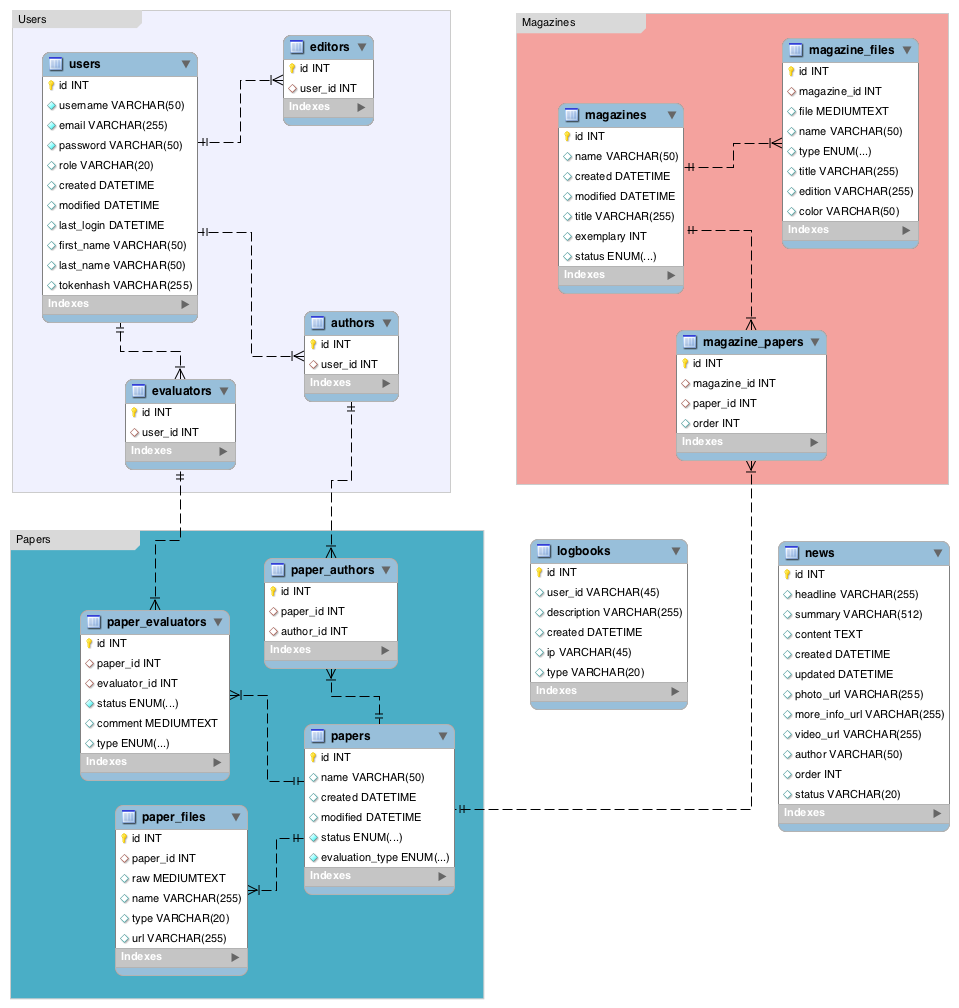 Users
users
id INT
username VARCHAR(50)
email VARCHAR(255)
password VARCHAR(50)
role VARCHAR(20)
created DATETIME
modified DATETIME
last_login DATETIME
first_name VARCHAR(50)
last_name VARCHAR(50)
tokenhash VARCHAR(255)
Indexes
editors
id INT
user_id INT
Indexes
authors
id INT
user_id INT
Indexes
evaluators
id INT
user_id INT
Indexes
Magazines
magazines
id INT
name VARCHAR(50)
created DATETIME
modified DATETIME
title VARCHAR(255)
exemplary INT
status ENUM(...)
Indexes
magazine_files
id INT
magazine_id INT
file MEDIUMTEXT
name VARCHAR(50)
type ENUM(...)
title VARCHAR(255)
edition VARCHAR(255)
color VARCHAR(50)
Indexes
magazine_papers
id INT
magazine_id INT
paper_id INT
order INT
Indexes
Papers
paper_authors
id INT
paper_id INT
author_id INT
Indexes
paper_evaluators
id INT
paper_id INT
evaluator_id INT
status ENUM(...)
comment MEDIUMTEXT
type ENUM(...)
Indexes
papers
id INT
name VARCHAR(50)
created DATETIME
modified DATETIME
status ENUM(...)
evaluation_type ENUM(...)
Indexes
paper_files
id INT
paper_id INT
raw MEDIUMTEXT
name VARCHAR(255)
type VARCHAR(20)
url VARCHAR(255)
Indexes
logbooks
id INT
user_id VARCHAR(45)
description VARCHAR(255)
created DATETIME
ip VARCHAR(45)
type VARCHAR(20)
Indexes
news
id INT
headline VARCHAR(255)
summary VARCHAR(512)
content TEXT
created DATETIME
updated DATETIME
photo_url VARCHAR(255)
more_info_url VARCHAR(255)
video_url VARCHAR(255)
author VARCHAR(50)
order INT
status VARCHAR(20)
Indexes